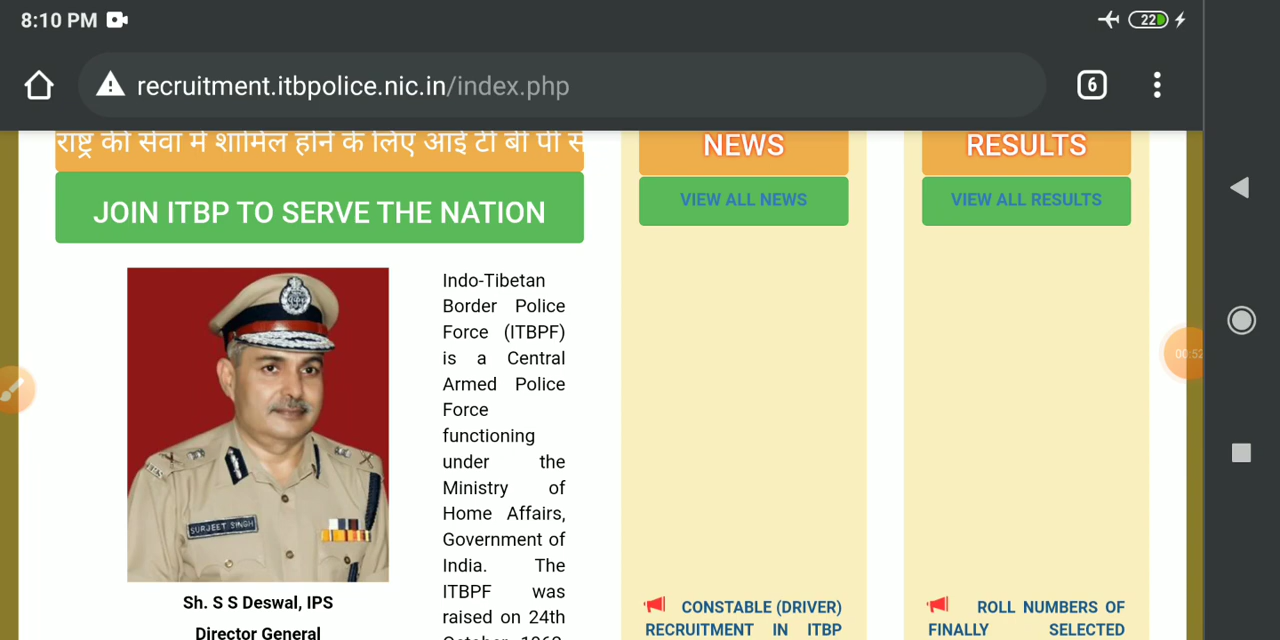 8:10 PM
22
recruitment.itbpolice.nic.in/index.php
6
राष्ट्र की सेवा में शामिल होने के लिए आई टी बी पी
JOIN ITBP TO SERVE THE NATION
SURJEET SINGH
Sh. S S Deswal, IPS
Director General
Indo-Tibetan
Border Police
Force (ITBPF)
is a Central
Armed Police
Force
functioning
under the
Ministry of
Home Affairs,
Government of
India. The
ITBPF was
raised on 24th
NEWS
VIEW ALL NEWS
CONSTABLE (DRIVER)
RECRUITMENT IN ITBP
RESULTS
VIEW ALL RESULTS
ROLL NUMBERS OF
FINALLY SELECTED
00:52